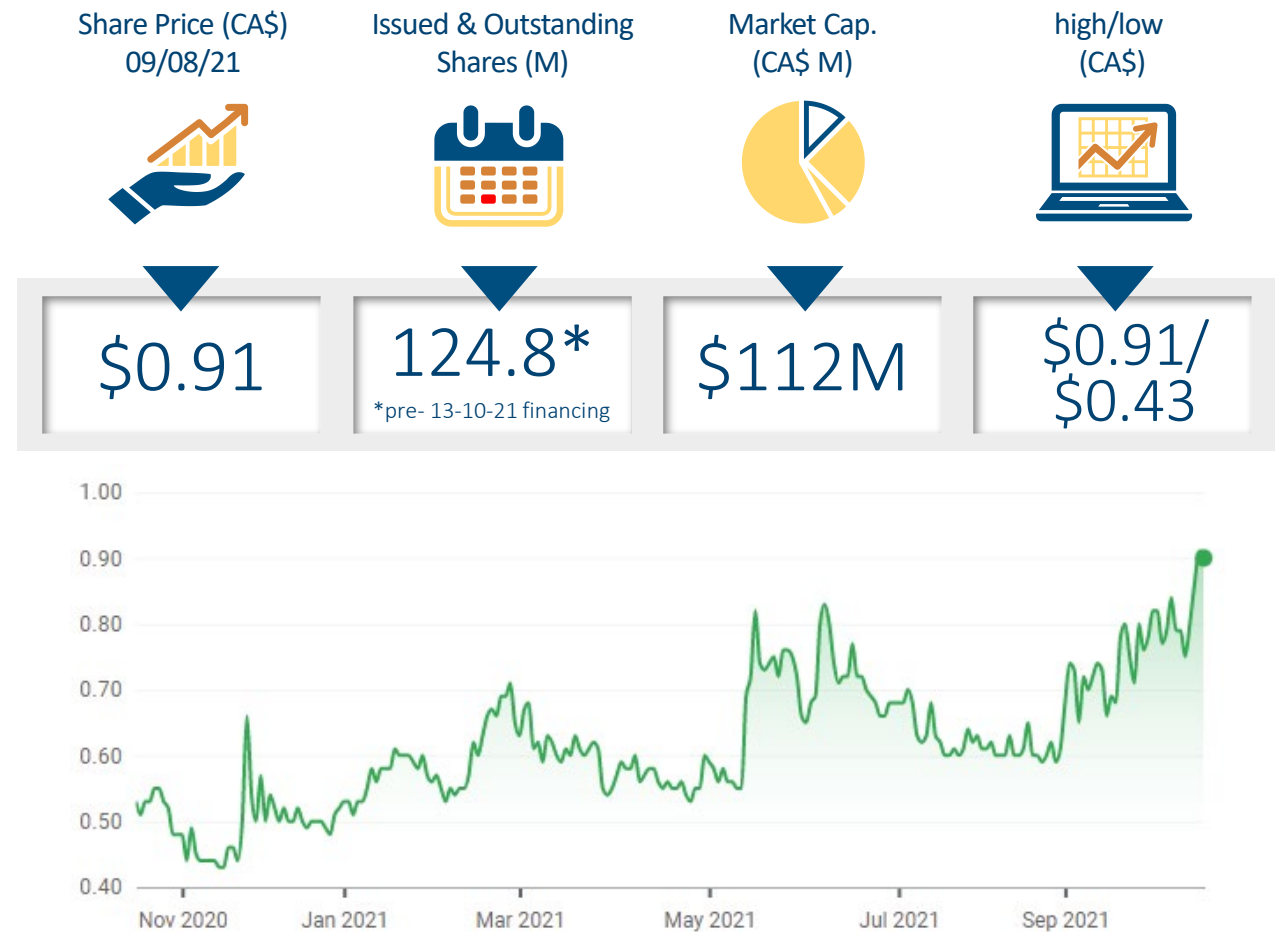 Share Price (CA$)
09/08/21
Issued & Outstanding
Shares (M)
Market Cap.
(CA$ M)
high/low
(CA$)
$0.91
124.8*
*pre- 13-10-21 financing
$112M
$0.91/
$0.43
1.00
0.90
0.80
0.70
0.60
0.50
0.40
Nov 2020
Jan 2021
Mar 2021
May 2021
Jul 2021
Sep 2021